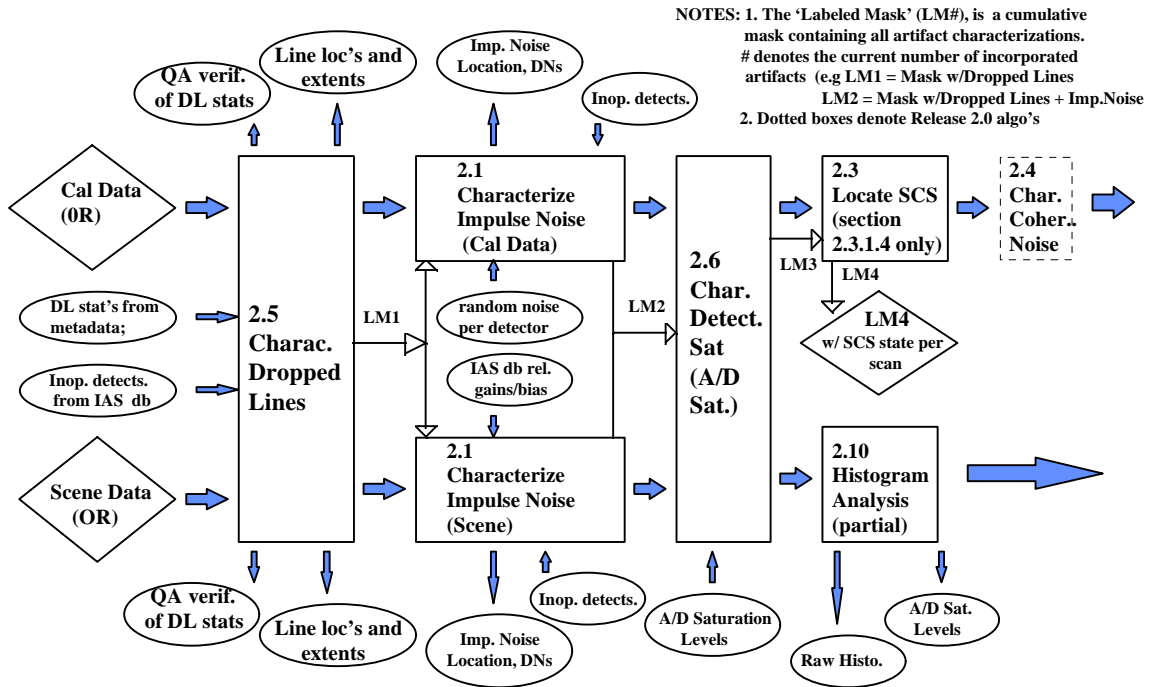 NOTES: 1. The ‘Labeled Mask’ (LM#), is a cumulative
mask containing all artifact characterizations.
# denotes the current number of incorporated
artifacts (e.g LM1 = Mask w/Dropped Lines
LM2 = Mask w/Dropped Lines + Imp.Noise
2. Dotted boxes denote Release 2.0 algo’s
QA verif.
of DL stats
Line loc’s and
extents
Imp. Noise
Location, DNs
Inop. detects.
Cal Data
(0R)
DL stat’s from
metadata;
Inop. detects.
from IAS db
Scene Data
(OR)
2.5
Charac.
Dropped
Lines
LM1
2.1
Characterize
Impulse Noise
(Cal Data)
random noise
per detector
IAS db rel.
gains/bias
2.1
Characterize
Impulse Noise
(Scene)
LM2
2.6
Char.
Detect.
Sat
(A/D
Sat.)
LM3
2.3
Locate SCS
(section
2.3.1.4 only)
LM4
LM4
w/ SCS state per
scan
2.4
Char.
Coher..
Noise
2.10
Histogram
Analysis
(partial)
QA verif.
of DL stats
Line loc’s and
extents
Imp. Noise
Location, DNs
Inop. detects.
A/D Saturation
Levels
Raw Histo.
A/D Sat.
Levels